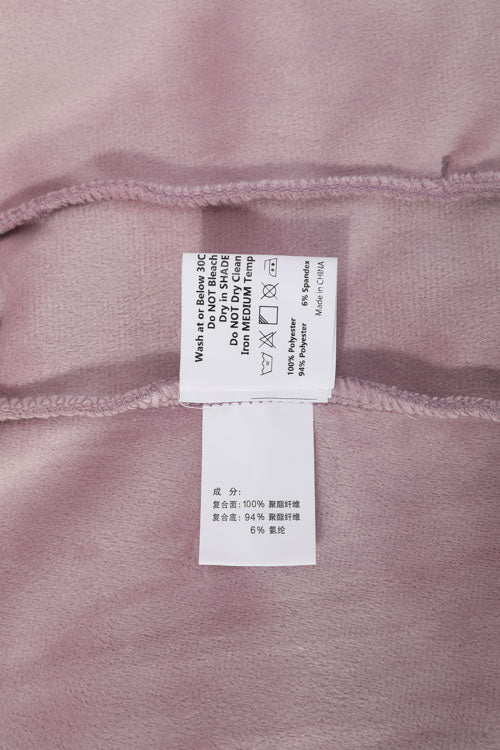 Wash at or Below 30C
Do NOT Bleach
Dry in SHADE
Do NOT Dry Clean
Iron MEDIUM Temp
100% Polyester
94% Polyester
6% Spandex
Made in CHINA
成 分:
复合面:100% 聚酯纤维
复合底:94% 聚酯纤维
6% 氨纶